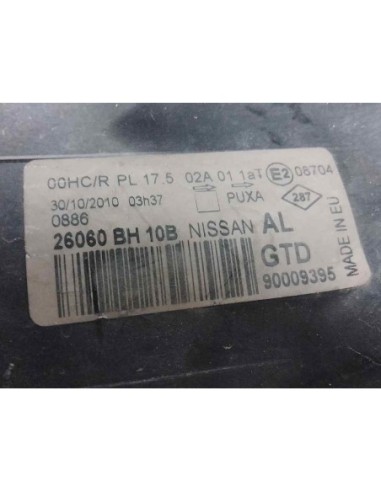 00HC/R PL 17.5 02A 01 1aT E2 08704
30/10/2010 03h37 PUXA 287
0886
26060 BH 10B NISSAN AL
GTD
90009395
MADE IN EU